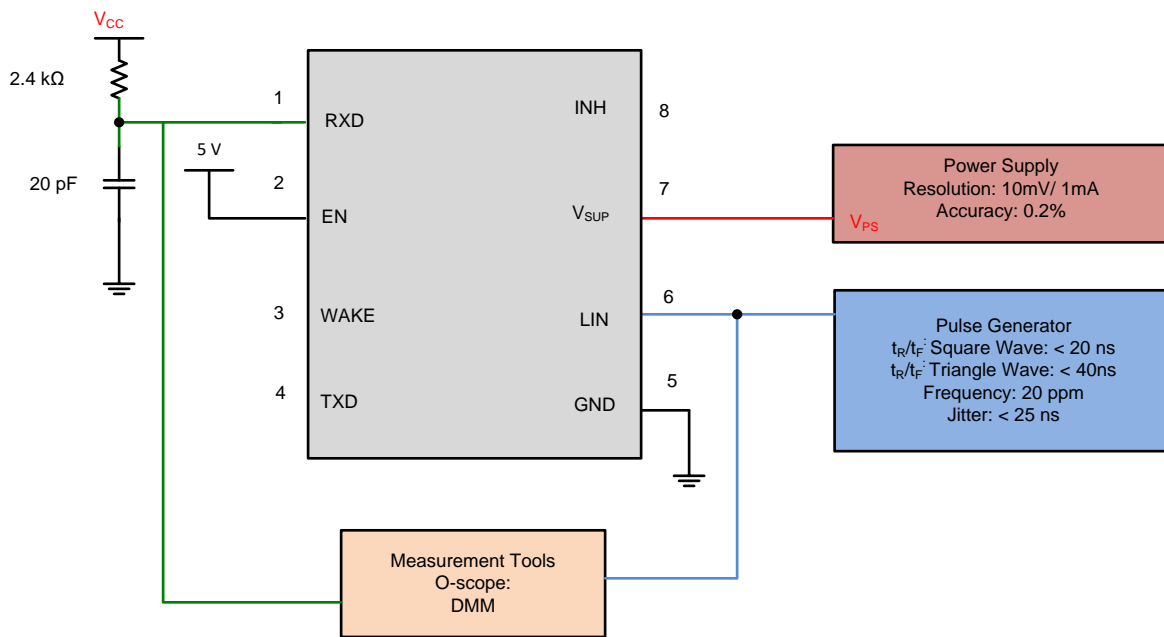 VCC
2.4 kΩ
20 pF
5 V
1
2
3
4
RXD
EN
WAKE
TXD
INH
VSUP
LIN
GND
8
7
6
5
Power Supply
Resolution: 10mV/ 1mA
Accuracy: 0.2%
VPS
Pulse Generator
tR/tF: Square Wave: < 20 ns
tR/tF: Triangle Wave: < 40ns
Frequency: 20 ppm
Jitter: < 25 ns
Measurement Tools
O-scope:
DMM